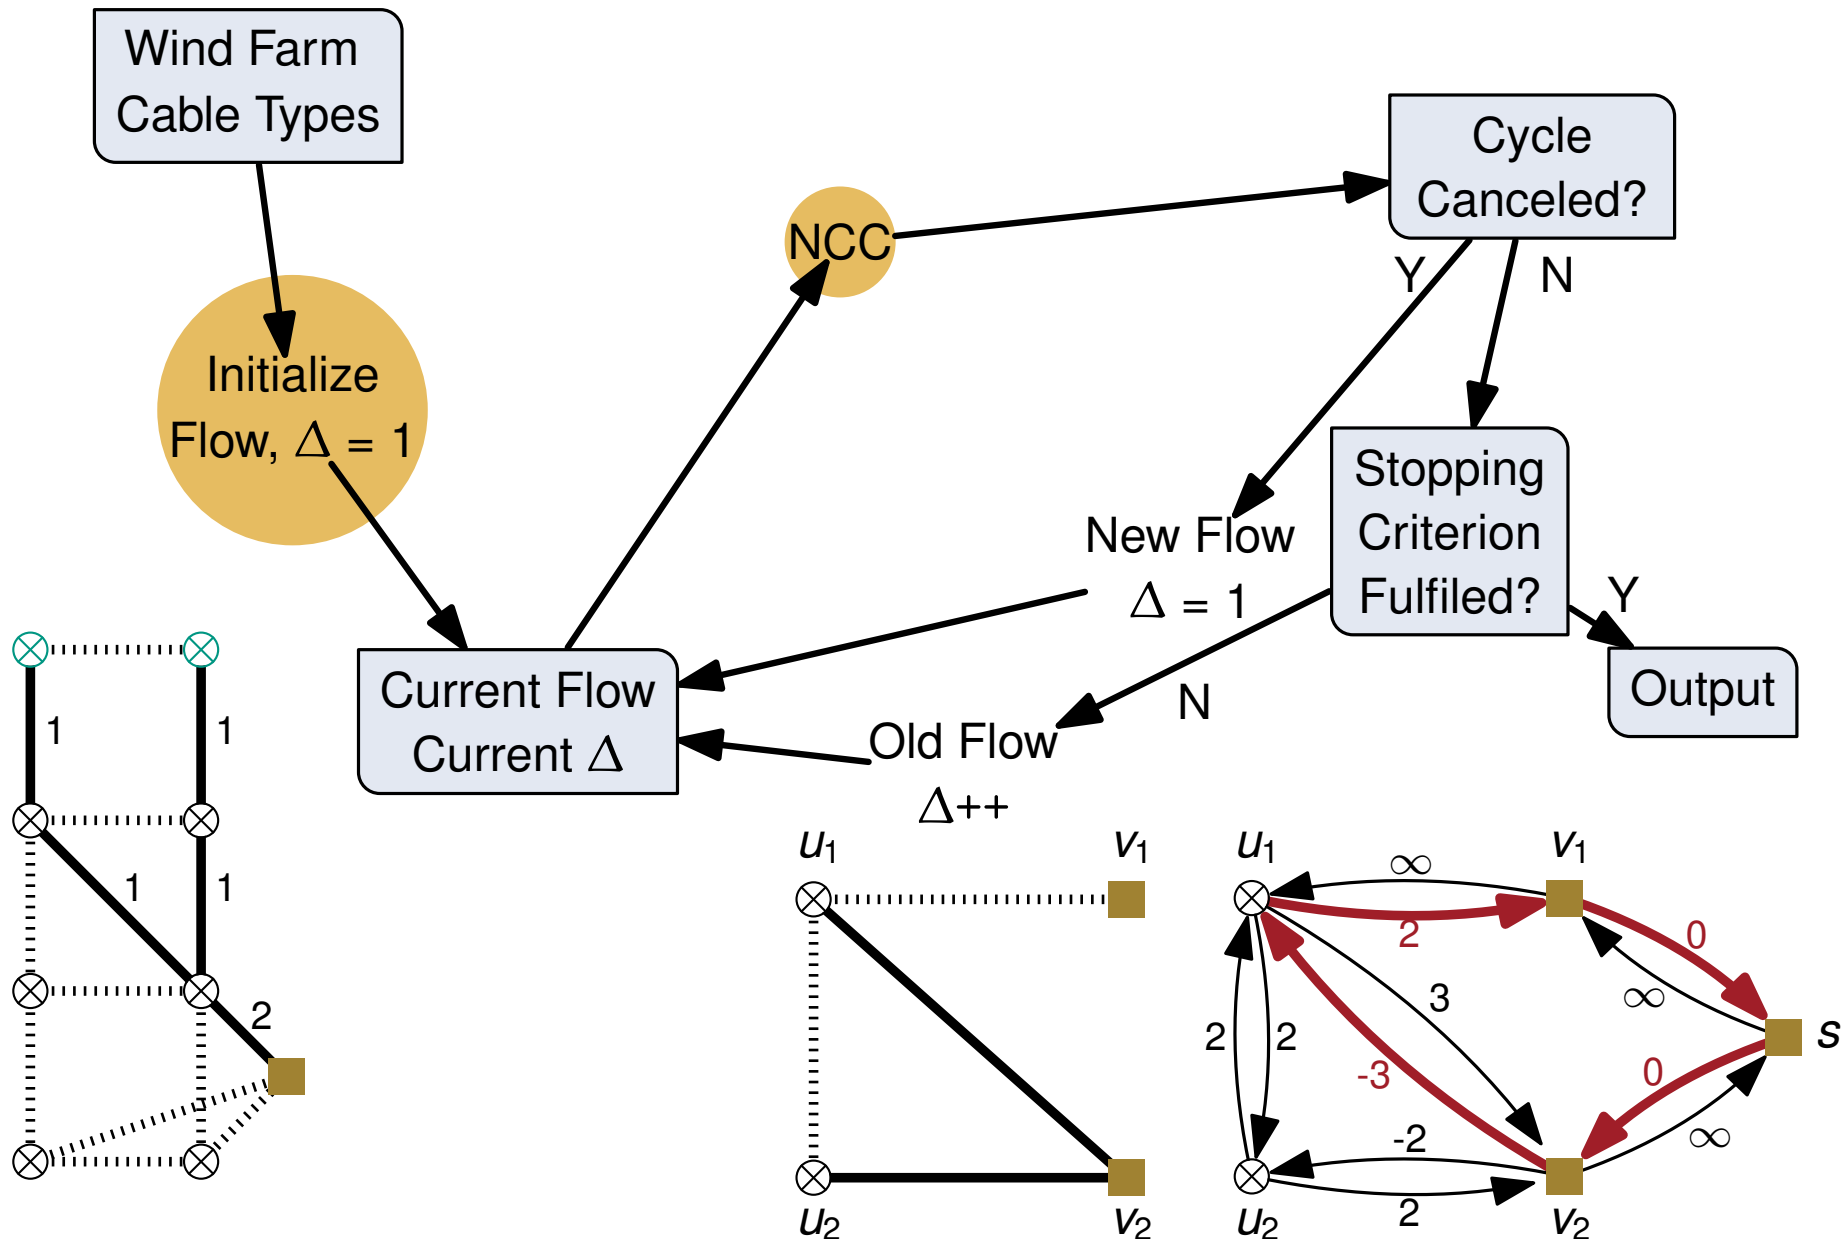 Wind Farm
Cable Types
Initialize
Flow, Δ = 1
NCC
Cycle
Canceled?
Y
N
Stopping
Criterion
Fulfiled?
Y
Output
New Flow
Δ = 1
N
Current Flow
Current Δ
Old Flow
Δ++
1
1
1
1
2
u1
v1
u2
v2
u1
v1
∞
2
0
3
∞
2
2
s
-3
0
-2
∞
2
u2
v2